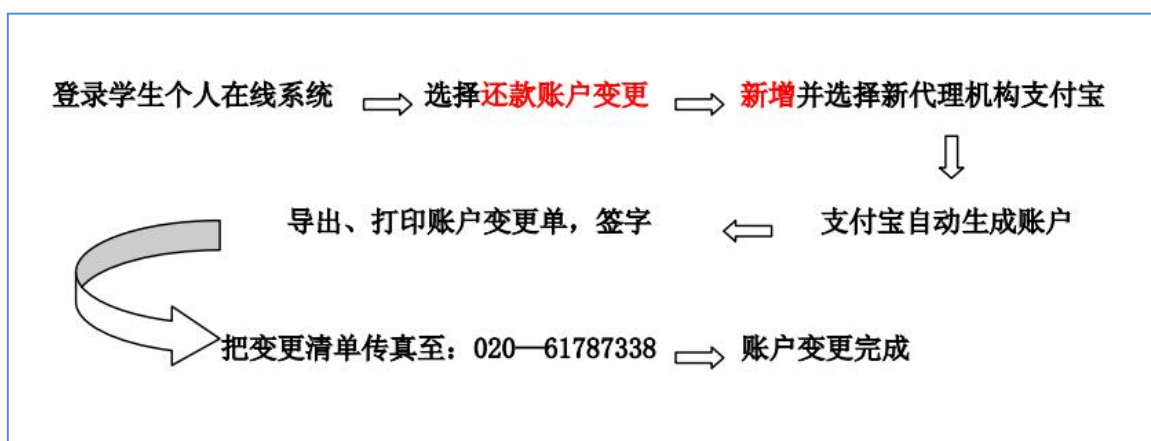 登录学生个人在线系统 选择还款账户变更 新增并选择新代理机构支付宝
支付宝自动生成账户
导出、打印账户变更单，签字
把变更清单传真至：020—61787338 账户变更完成